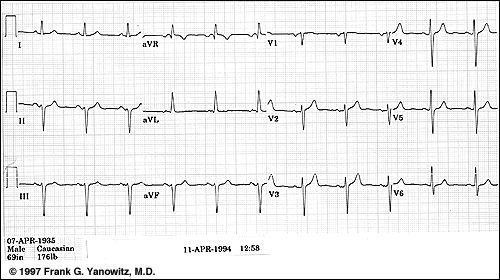 I aVR V1 V4
II aVL V2 V5
III aVF V3 V6
07-APR-1935 11-APR-1994 12:58
Male Caucasian
69in 176lb
© 1997 Frank G. Yanowitz, M.D.